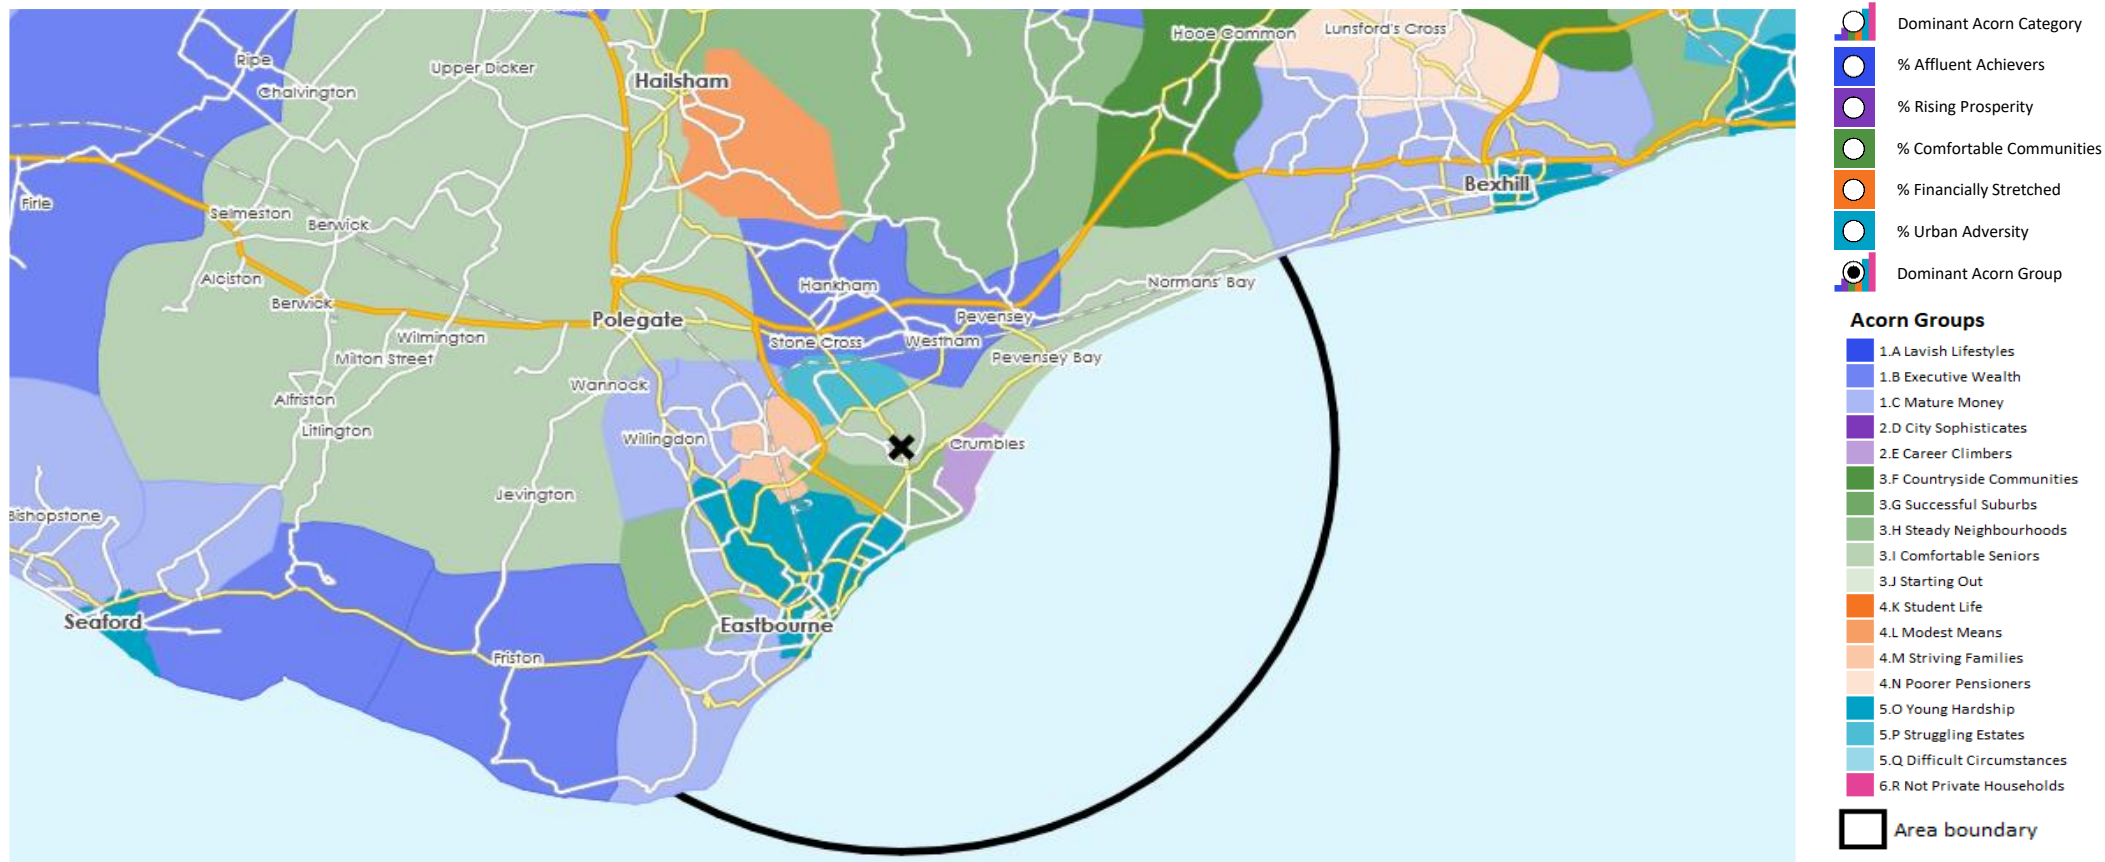 Hooe Common
Lunsford's Cross
Ripe
Upper Dicker
Hailsham
Chalvington
Bexhill
Firle
Selmeston
Berwick
Alciston
Hankham
Normans' Bay
Berwick
Pevensey
Polegate
Wilmington
Stone Cross
Westham
Milton Street
Pevensey Bay
Wannock
Alfriston
Litlington
Willingdon
Crumbles
Jevington
Bishopstone
Seaford
Eastbourne
Friston
Dominant Acorn Category
% Affluent Achievers
% Rising Prosperity
% Comfortable Communities
% Financially Stretched
% Urban Adversity
Dominant Acorn Group
Acorn Groups
1.A Lavish Lifestyles
1.B Executive Wealth
1.C Mature Money
2.D City Sophisticates
2.E Career Climbers
3.F Countryside Communities
3.G Successful Suburbs
3.H Steady Neighbourhoods
3.I Comfortable Seniors
3.J Starting Out
4.K Student Life
4.L Modest Means
4.M Striving Families
4.N Poorer Pensioners
5.O Young Hardship
5.P Struggling Estates
5.Q Difficult Circumstances
6.R Not Private Households
Area boundary